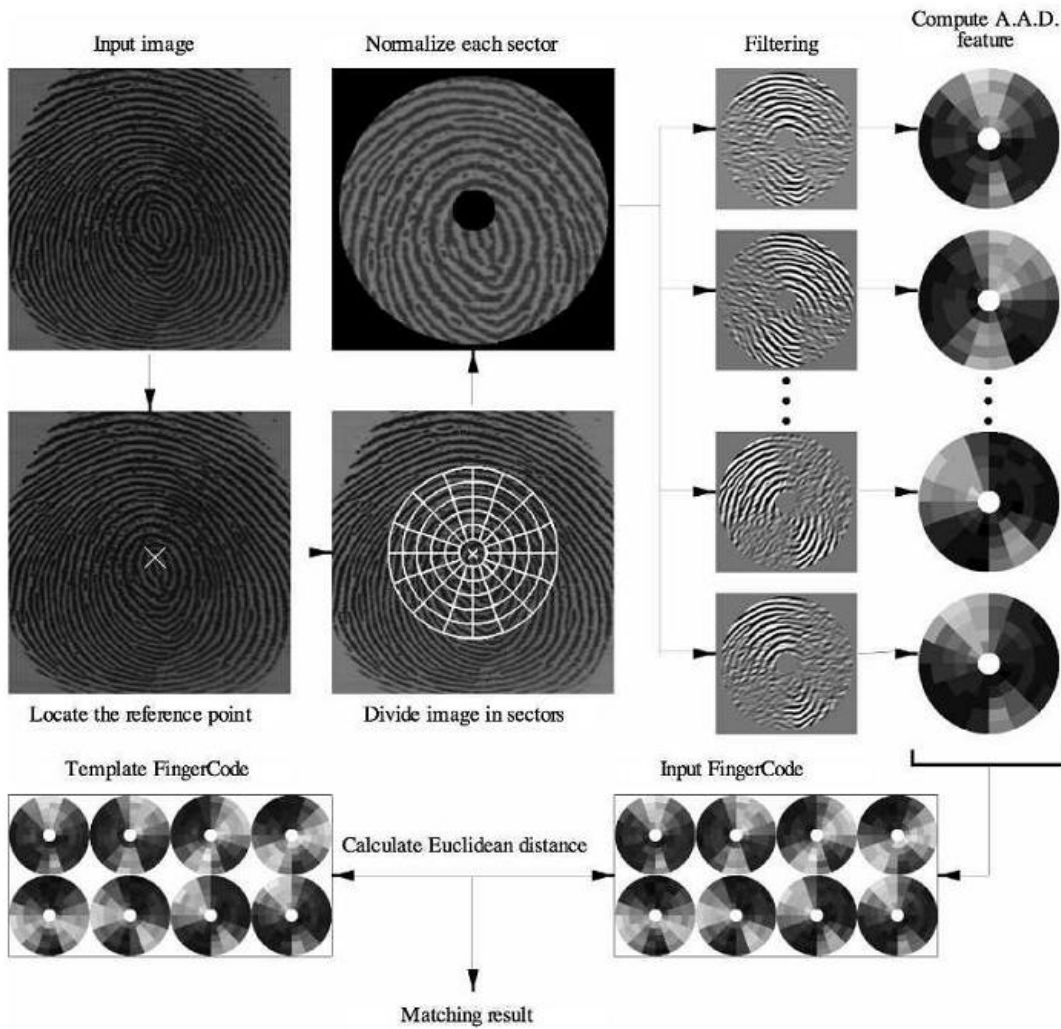 Input image
Normalize each sector
Filtering
Compute A.A.D.
feature
Locate the reference point
Divide image in sectors
Template FingerCode
Input FingerCode
Calculate Euclidean distance
Matching result